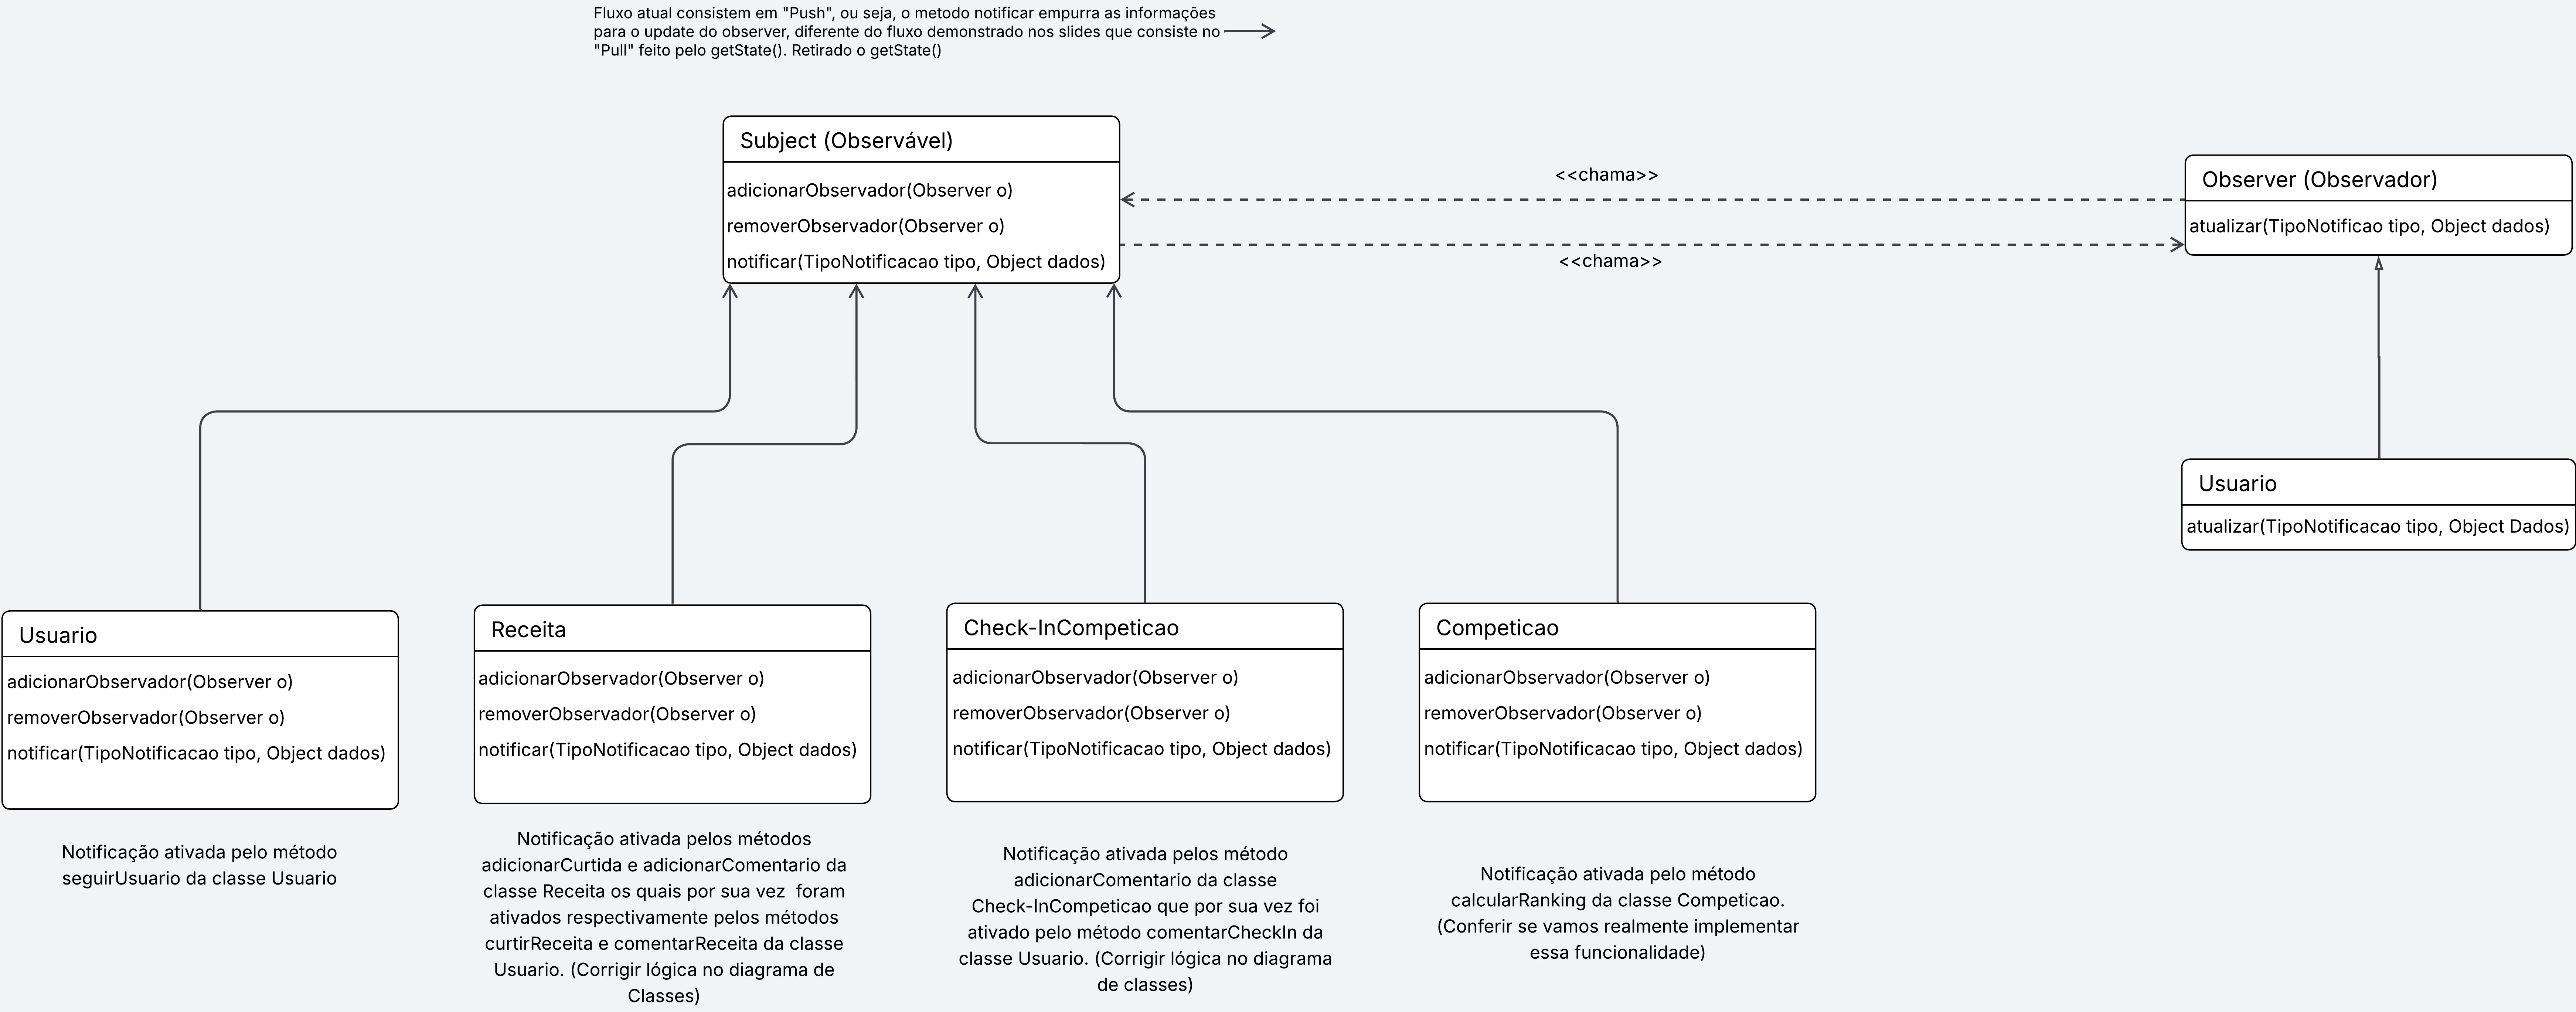 Fluxo atual consistem em "Push", ou seja, o metodo notificar empurra as informações
para o update do observer, diferente do fluxo demonstrado nos slides que consiste no
"Pull" feito pelo getState(). Retirado o getState()
Subject (Observável)
adicionarObservador(Observer o)
removerObservador(Observer o)
notificar(TipoNotificacao tipo, Object dados)
<<chama>>
<<chama>>
Observer (Observador)
atualizar(TipoNotificao tipo, Object dados)
Usuario
atualizar(TipoNotificacao tipo, Object Dados)
Usuario
adicionarObservador(Observer o)
removerObservador(Observer o)
notificar(TipoNotificacao tipo, Object dados)
Notificação ativada pelo método
seguirUsuario da classe Usuario
Receita
adicionarObservador(Observer o)
removerObservador(Observer o)
notificar(TipoNotificacao tipo, Object dados)
Notificação ativada pelos métodos
adicionarCurtida e adicionarComentario da
classe Receita os quais por sua vez  foram
ativados respectivamente pelos métodos
curtirReceita e comentarReceita da classe
Usuario. (Corrigir lógica no diagrama de
Classes)
Check-InCompeticao
adicionarObservador(Observer o)
removerObservador(Observer o)
notificar(TipoNotificacao tipo, Object dados)
Notificação ativada pelos método
adicionarComentario da classe
Check-InCompeticao que por sua vez foi
ativado pelo método comentarCheckIn da
classe Usuario. (Corrigir lógica no diagrama
de classes)
Competicao
adicionarObservador(Observer o)
removerObservador(Observer o)
notificar(TipoNotificacao tipo, Object dados)
Notificação ativada pelo método
calcularRanking da classe Competicao.
(Conferir se vamos realmente implementar
essa funcionalidade)